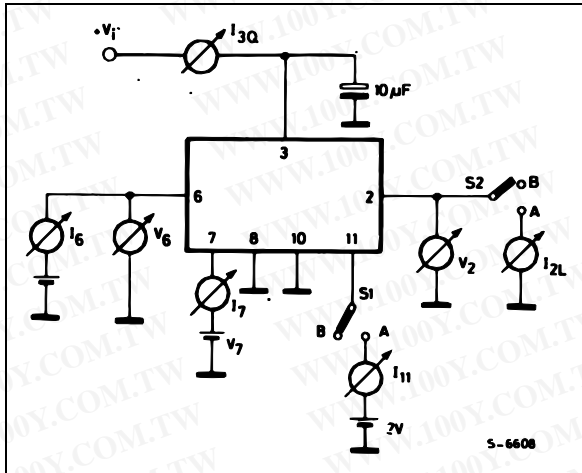 +Vi
I3Q
10µF
3
6
2
S2
B
A
I6
V6
7
8
10
11
V2
I2L
I7
S1
V7
B
A
I11
?V
S-6608
WWW.100Y.COM.TW